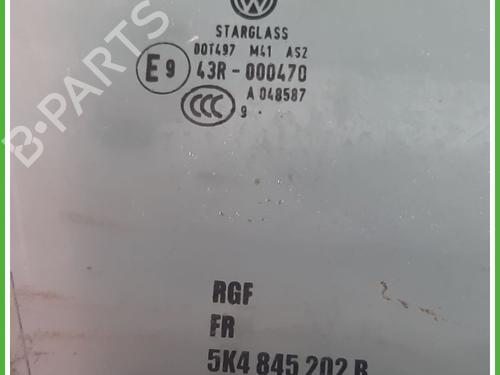 STARGLASS
DOT497 M41 AS2
E9 43R-000470
CCC A 048587
9 .
RGF
FR
5K4 845 202 B
B-PARTS